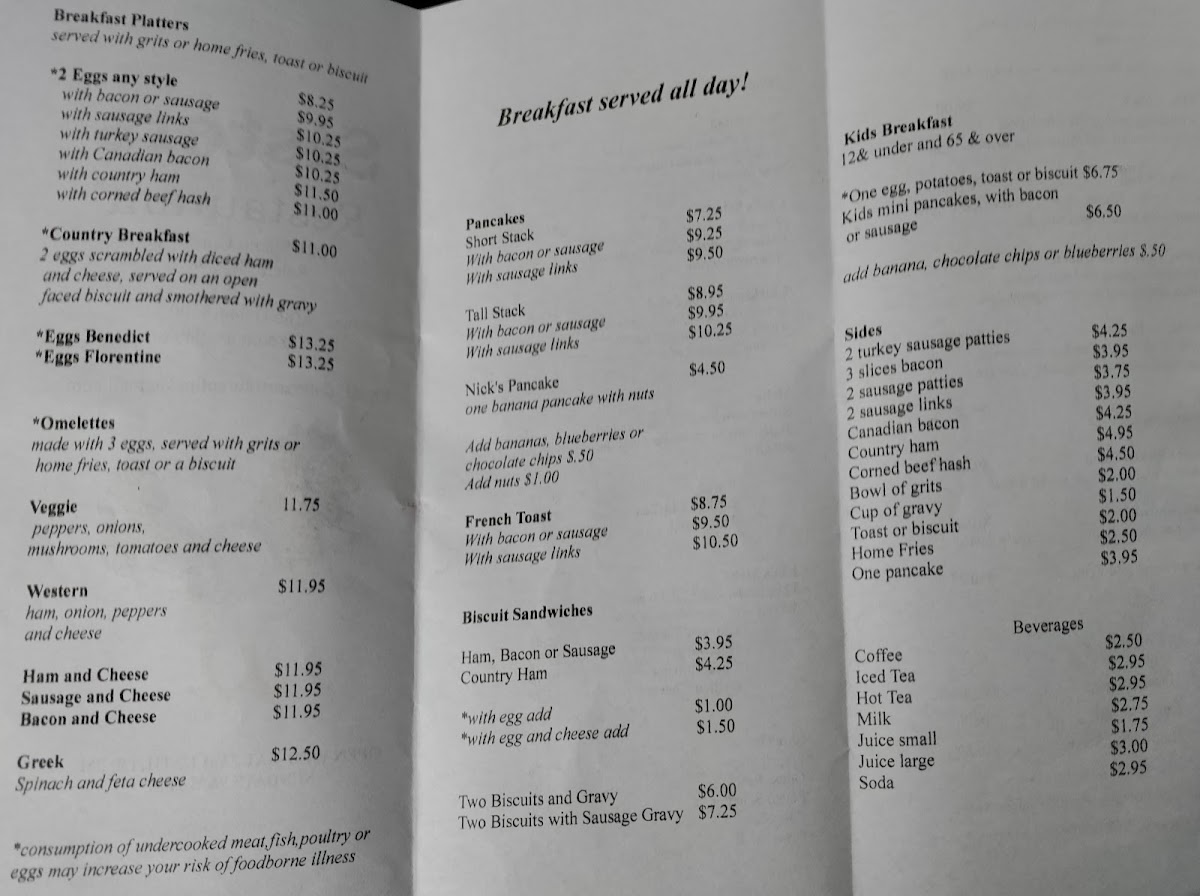 Breakfast Platters
served with grits or home fries, toast or biscuit
*2 Eggs any style $8.25
with bacon or sausage $9.95
with sausage links $10.25
with turkey sausage $10.25
with Canadian bacon $10.25
with country ham $11.50
with corned beef hash $11.00
*Country Breakfast $11.00
2 eggs scrambled with diced ham
and cheese, served on an open
faced biscuit and smothered with gravy
*Eggs Benedict $13.25
*Eggs Florentine $13.25
*Omelettes
made with 3 eggs, served with grits or
home fries, toast or a biscuit
Veggie 11.75
peppers, onions,
mushrooms, tomatoes and cheese
Western $11.95
ham, onion, peppers
and cheese
Ham and Cheese $11.95
Sausage and Cheese $11.95
Bacon and Cheese $11.95
Greek $12.50
Spinach and feta cheese
*consumption of undercooked meat,fish,poultry or
eggs may increase your risk of foodborne illness
Breakfast served all day!
Pancakes
Short Stack $7.25
With bacon or sausage $9.25
With sausage links $9.50
Tall Stack $8.95
With bacon or sausage $9.95
With sausage links $10.25
Nick's Pancake $4.50
one banana pancake with nuts
Add bananas, blueberries or
chocolate chips $.50
Add nuts $1.00
French Toast $8.75
With bacon or sausage $9.50
With sausage links $10.50
Biscuit Sandwiches
Ham, Bacon or Sausage $3.95
Country Ham $4.25
*with egg add $1.00
*with egg and cheese add $1.50
Two Biscuits and Gravy $6.00
Two Biscuits with Sausage Gravy $7.25
Kids Breakfast
12& under and 65 & over
*One egg, potatoes, toast or biscuit $6.75
Kids mini pancakes, with bacon
or sausage $6.50
add banana, chocolate chips or blueberries $.50
Sides
2 turkey sausage patties $4.25
3 slices bacon $3.95
2 sausage patties $3.75
2 sausage links $3.95
Canadian bacon $4.25
Country ham $4.95
Corned beef hash $4.50
Bowl of grits $2.00
Cup of gravy $1.50
Toast or biscuit $2.00
Home Fries $2.50
One pancake $3.95
Beverages
Coffee $2.50
Iced Tea $2.95
Hot Tea $2.95
Milk $2.75
Juice small $1.75
Juice large $3.00
Soda $2.95